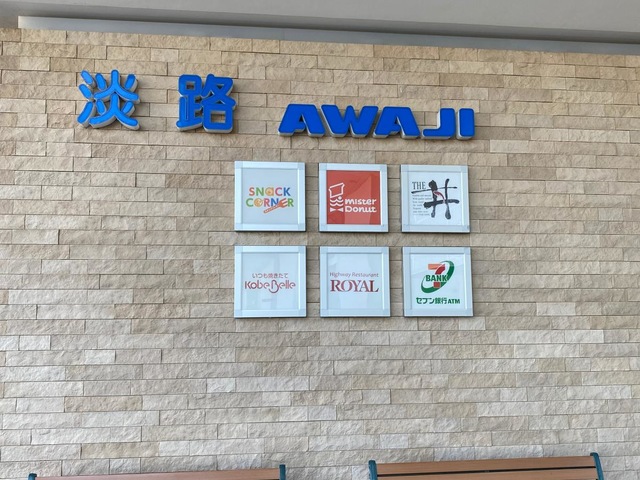 淡路 AWAJI
SNACK
CORNER
mister
Donut
THE
丼
いつも焼きたて
KobeBelle
Highway Restaurant
ROYAL
7
BANK
セブン銀行ATM